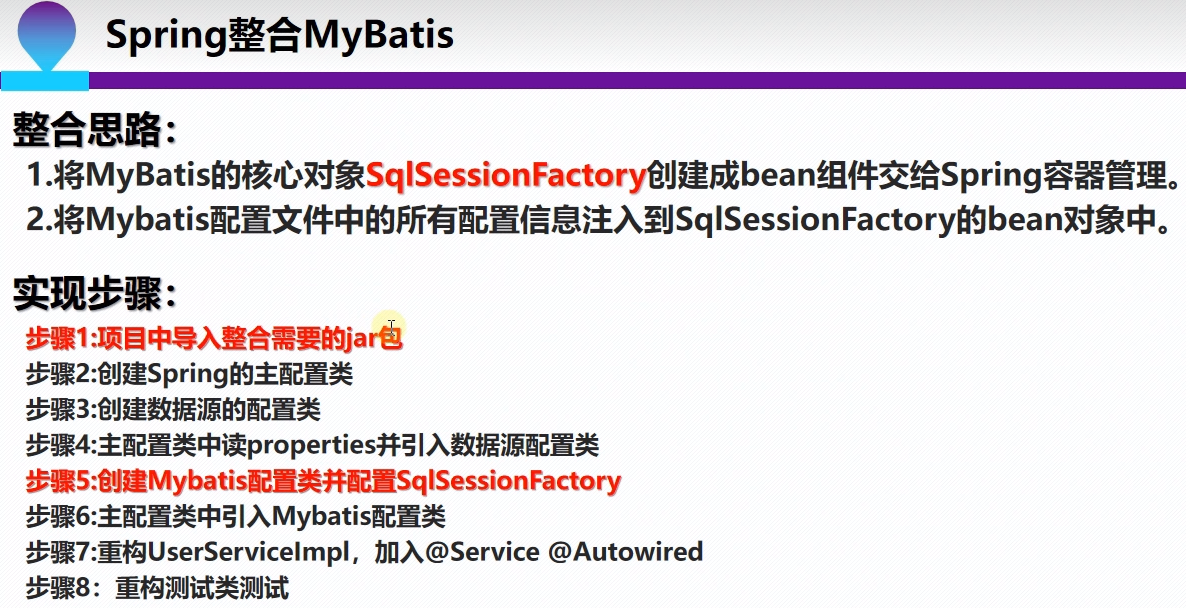 Spring整合MyBatis
整合思路：
1.将MyBatis的核心对象SqlSessionFactory创建成bean组件交给Spring容器管理。
2.将Mybatis配置文件中的所有配置信息注入到SqlSessionFactory的bean对象中。
实现步骤：
步骤1:项目中导入整合需要的jar包
步骤2:创建Spring的主配置类
步骤3:创建数据源的配置类
步骤4:主配置类中读properties并引入数据源配置类
步骤5:创建Mybatis配置类并配置SqlSessionFactory
步骤6:主配置类中引入Mybatis配置类
步骤7:重构UserServiceImpl，加入@Service @Autowired
步骤8：重构测试类测试